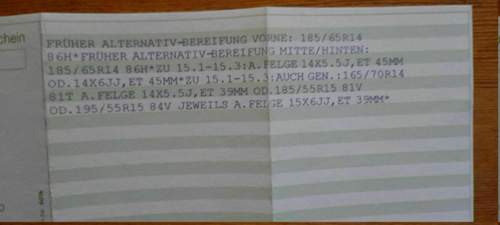 chein
FRÜHER ALTERNATIV-BEREIFUNG VORNE: 185/65R14
86H*FRÜHER ALTERNATIV-BEREIFUNG MITTE/HINTEN:
185/65R14 86H*ZU 15.1-15.3:A.FELGE 14X5.5J,ET 45MM
OD.14X6JJ,ET 45MM*ZU 15.1-15.3:AUCH GEN.:165/70R14
81T A.FELGE 14X5.5J,ET 39MM OD.185/55R15 81V
OD.195/55R15 84V JEWEILS A.FELGE 15X6JJ,ET 39MM*